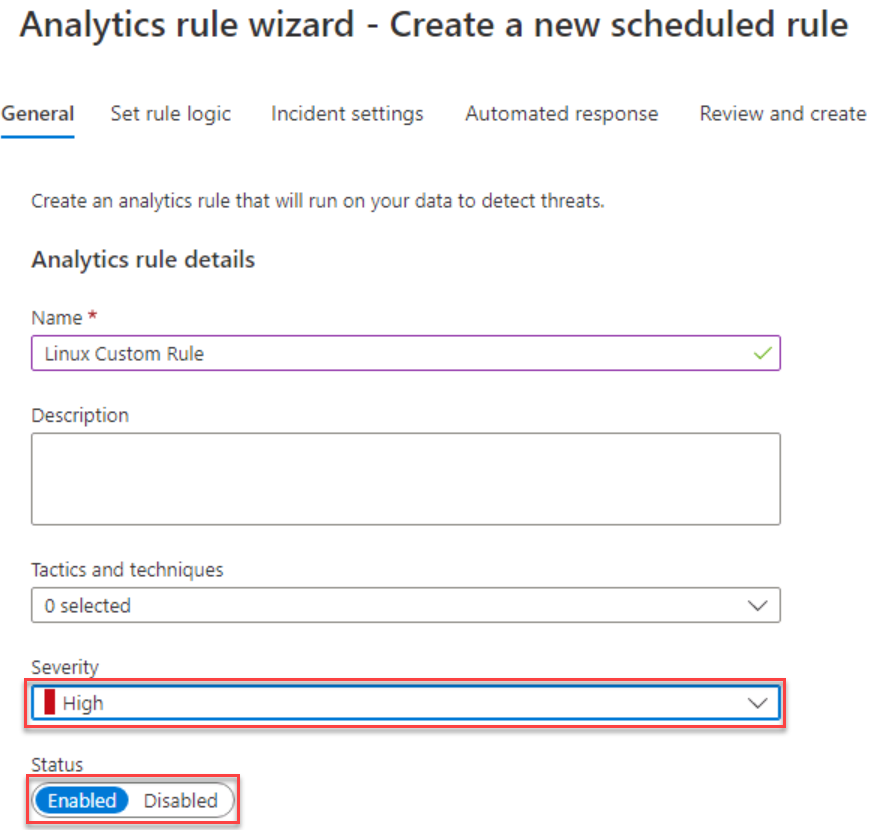 Analytics rule wizard - Create a new scheduled rule
General Set rule logic Incident settings Automated response Review and create
Create an analytics rule that will run on your data to detect threats.
Analytics rule details
Name *
Linux Custom Rule
Description
Tactics and techniques
0 selected
Severity
High
Status
Enabled Disabled